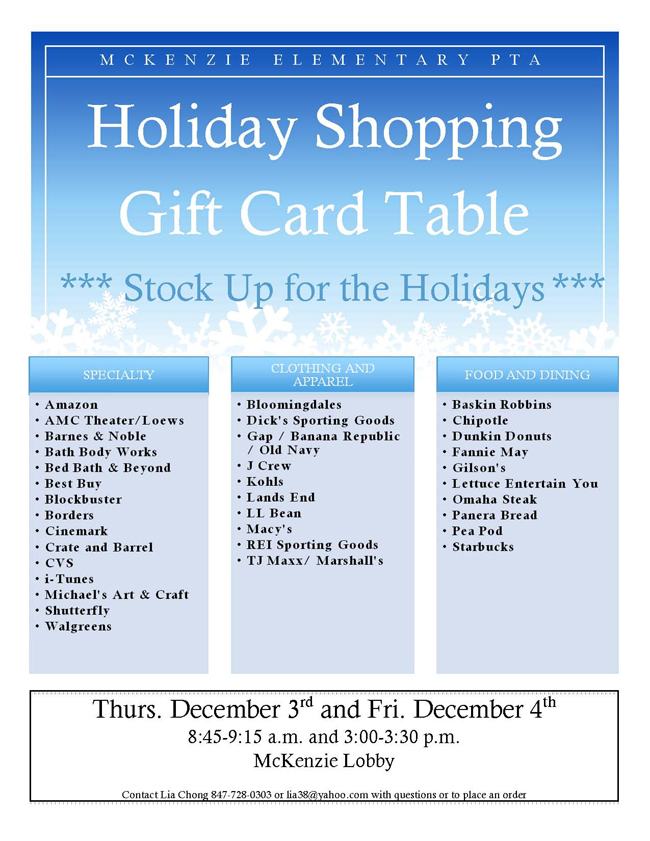 MCKENZIE ELEMENTARY PTA
Holiday Shopping
Gift Card Table
*** Stock Up for the Holidays ***
SPECIALTY
• Amazon
• AMC Theater/Loews
• Barnes & Noble
• Bath Body Works
• Bed Bath & Beyond
• Best Buy
• Blockbuster
• Borders
• Cinemark
• Crate and Barrel
• CVS
• i-Tunes
• Michael's Art & Craft
• Shutterfly
• Walgreens
CLOTHING AND
APPAREL
• Bloomingdales
• Dick's Sporting Goods
• Gap / Banana Republic
/ Old Navy
• J Crew
• Kohls
• Lands End
• LL Bean
• Macy's
• REI Sporting Goods
• TJ Maxx/ Marshall's
FOOD AND DINING
• Baskin Robbins
• Chipotle
• Dunkin Donuts
• Fannie May
• Gilson's
• Lettuce Entertain You
• Omaha Steak
• Panera Bread
• Pea Pod
• Starbucks
Thurs. December 3rd and Fri. December 4th
8:45-9:15 a.m. and 3:00-3:30 p.m.
McKenzie Lobby
Contact Lia Chong 847-728-0303 or lia38@yahoo.com with questions or to place an order